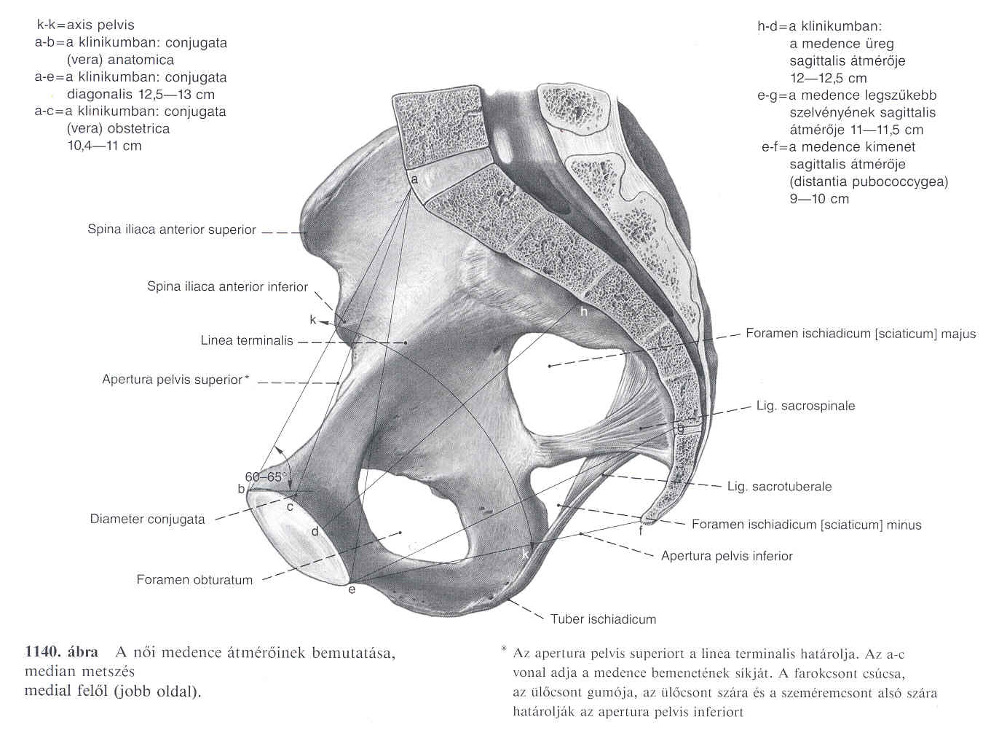 k-k=axis pelvis
a-b=a klinikumban: conjugata
(vera) anatomica
a-e=a klinikumban: conjugata
diagonalis 12,5—13 cm
a-c=a klinikumban: conjugata
(vera) obstetrica
10,4—11 cm
h-d=a klinikumban:
a medence üreg
sagittalis átmérője
12—12,5 cm
e-g=a medence legszűkebb
szelvényének sagittalis
átmérője 11—11,5 cm
e-f=a medence kimenet
sagittalis átmérője
(distantia pubococcygea)
9—10 cm
a
Spina iliaca anterior superior
Spina iliaca anterior inferior
k
h
Linea terminalis
Foramen ischiadicum [sciaticum] majus
Apertura pelvis superior*
Lig. sacrospinale
g
60—65°
b
Lig. sacrotuberale
c
Diameter conjugata
d
Foramen ischiadicum [sciaticum] minus
f
k
Apertura pelvis inferior
Foramen obturatum
e
Tuber ischiadicum
1140. ábra A női medence átmérőinek bemutatása,
median metszés
medial felől (jobb oldal).
* Az apertura pelvis superiort a linea terminalis határolja. Az a-c
vonal adja a medence bemenetének síkját. A farokcsont csúcsa,
az ülőcsont gumója, az ülőcsont szára és a szeméremcsont alsó szára
határolják az apertura pelvis inferiort